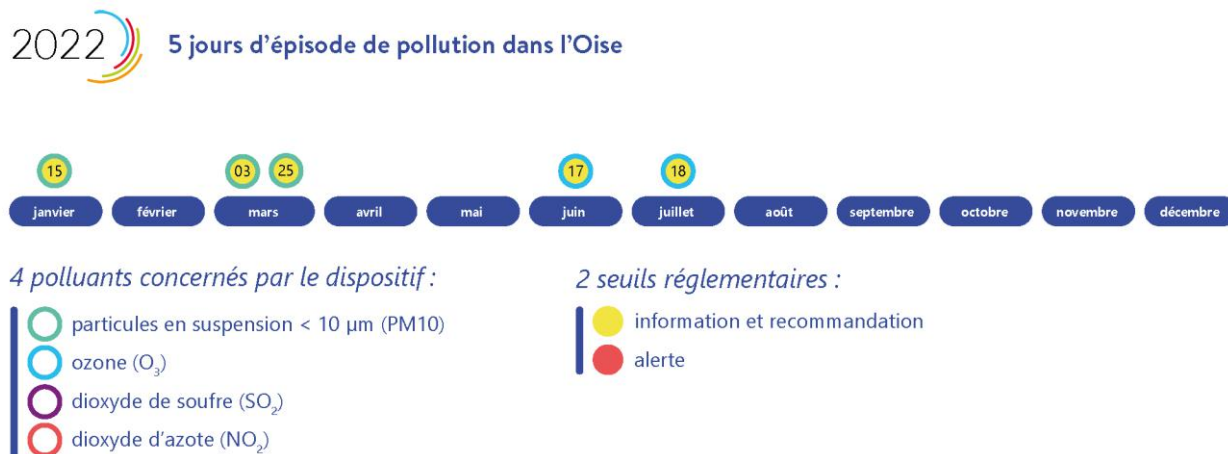 2022
5 jours d'épisode de pollution dans l'Oise
15 03 25 17 18
janvier février mars avril mai juin juillet août septembre octobre novembre décembre
4 polluants concernés par le dispositif :
particules en suspension < 10 µm (PM10)
ozone (O₃)
dioxyde de soufre (SO₂)
dioxyde d'azote (NO₂)
2 seuils réglementaires :
information et recommandation
alerte